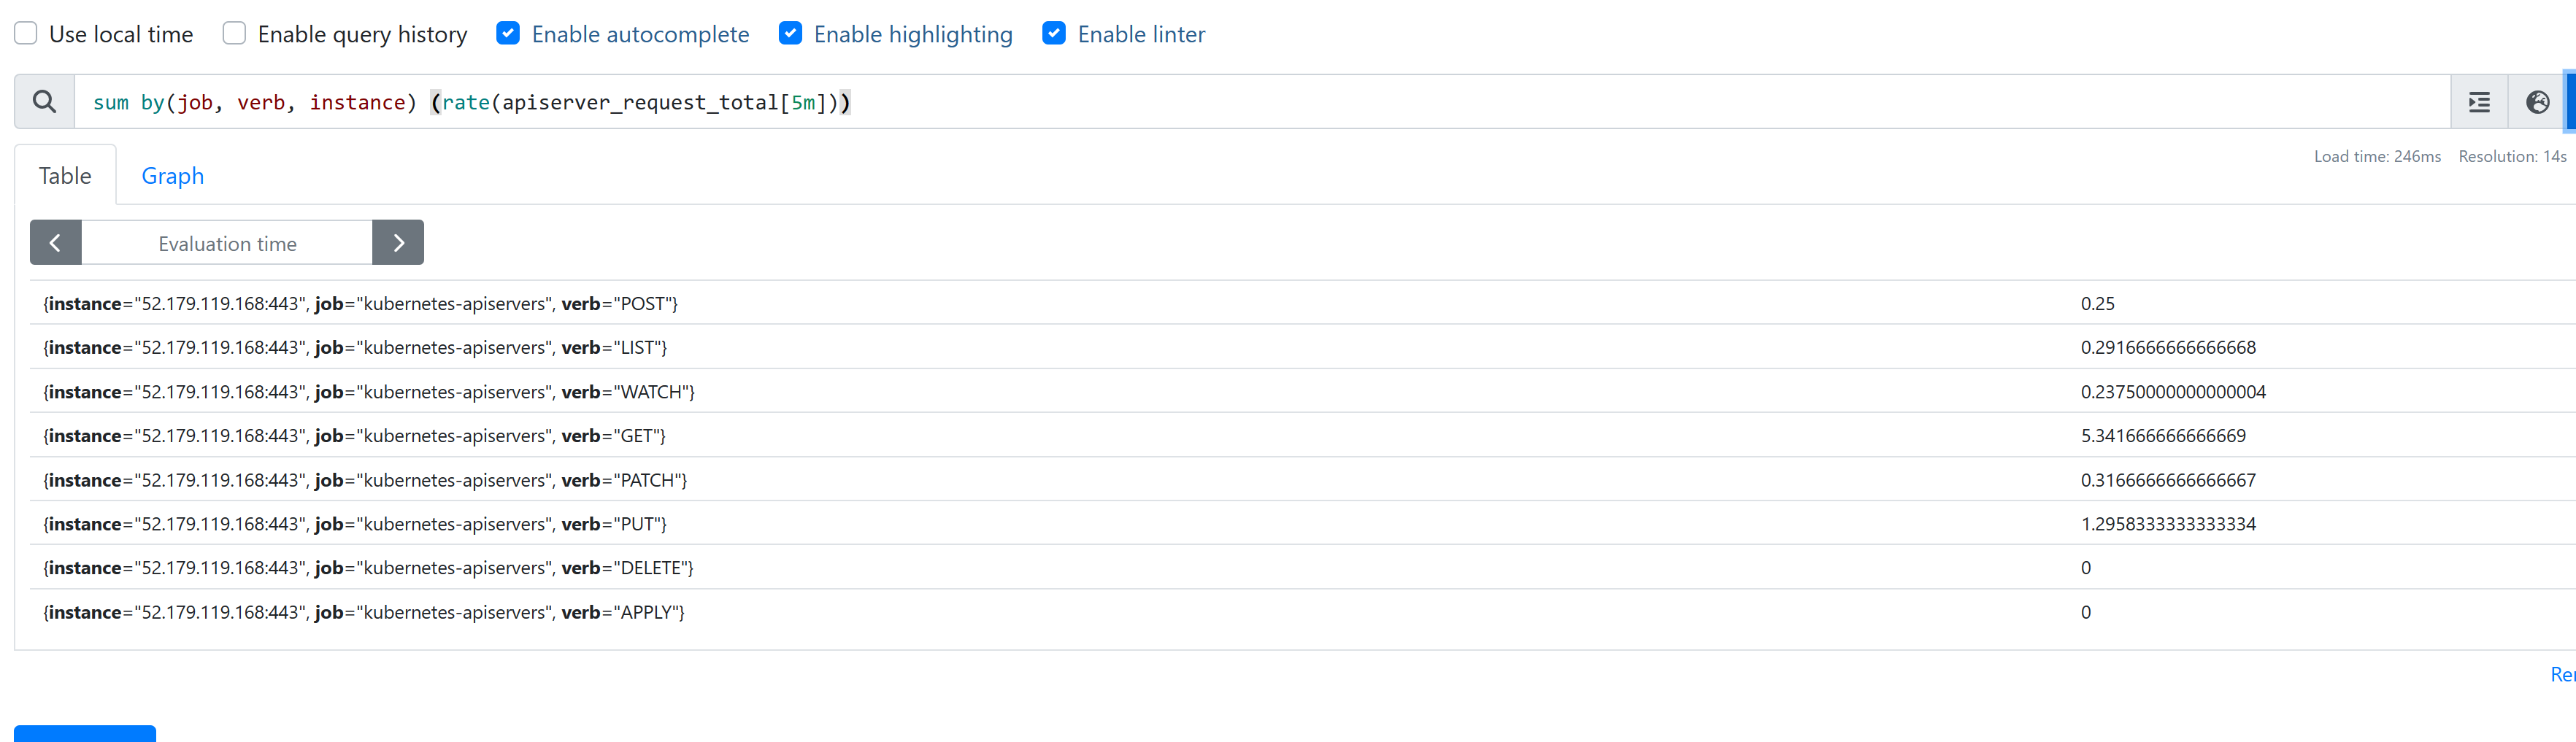 Use local time Enable query history Enable autocomplete Enable highlighting Enable linter
sum by(job, verb, instance) (rate(apiserver_request_total[5m]))
Table Graph Load time: 246ms Resolution: 14s
Evaluation time
{instance="52.179.119.168:443", job="kubernetes-apiservers", verb="POST"} 0.25
{instance="52.179.119.168:443", job="kubernetes-apiservers", verb="LIST"} 0.2916666666666668
{instance="52.179.119.168:443", job="kubernetes-apiservers", verb="WATCH"} 0.23750000000000004
{instance="52.179.119.168:443", job="kubernetes-apiservers", verb="GET"} 5.341666666666669
{instance="52.179.119.168:443", job="kubernetes-apiservers", verb="PATCH"} 0.3166666666666667
{instance="52.179.119.168:443", job="kubernetes-apiservers", verb="PUT"} 1.2958333333333334
{instance="52.179.119.168:443", job="kubernetes-apiservers", verb="DELETE"} 0
{instance="52.179.119.168:443", job="kubernetes-apiservers", verb="APPLY"} 0